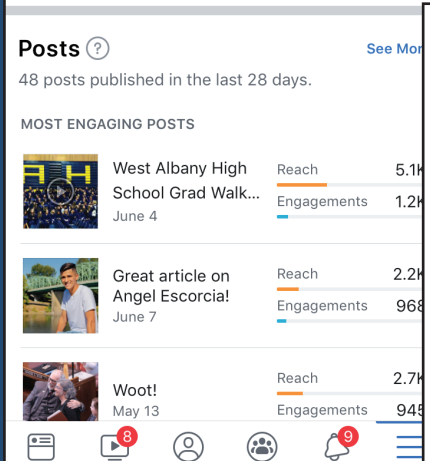 Posts ?
See Mor
48 posts published in the last 28 days.
MOST ENGAGING POSTS
A H
West Albany High
School Grad Walk...
June 4
Reach 5.1K
Engagements 1.2K
Great article on
Angel Escorcia!
June 7
Reach 2.2K
Engagements 968
Woot!
May 13
Reach 2.7K
Engagements 945
8
9